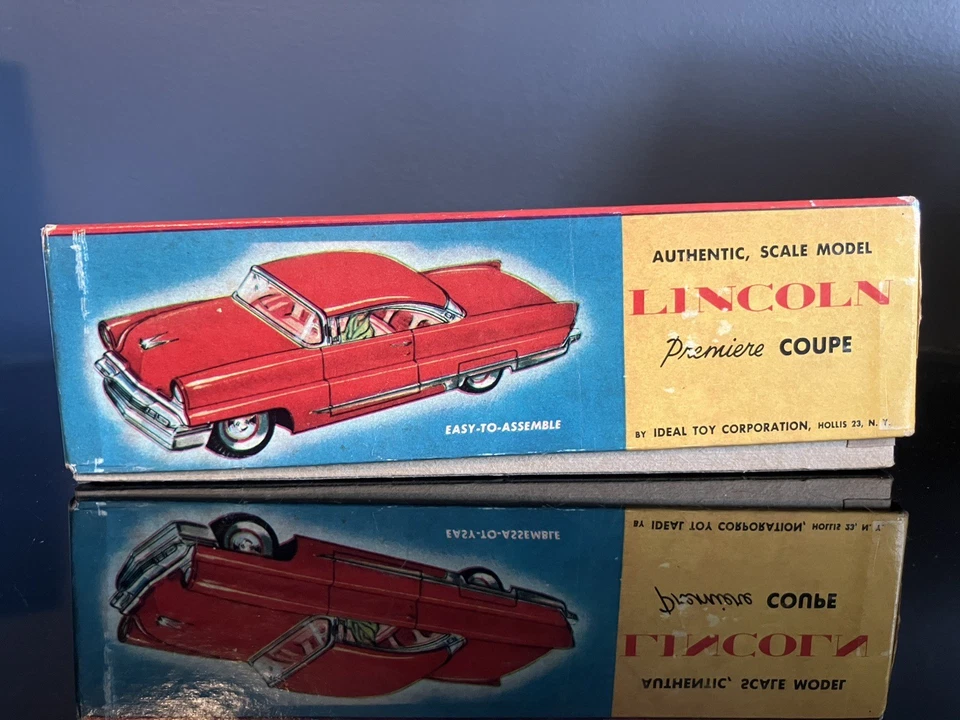 AUTHENTIC, SCALE MODEL
LINCOLN
Premiere COUPE
EASY-TO-ASSEMBLE
BY IDEAL TOY CORPORATION, HOLLIS 23, N.Y.